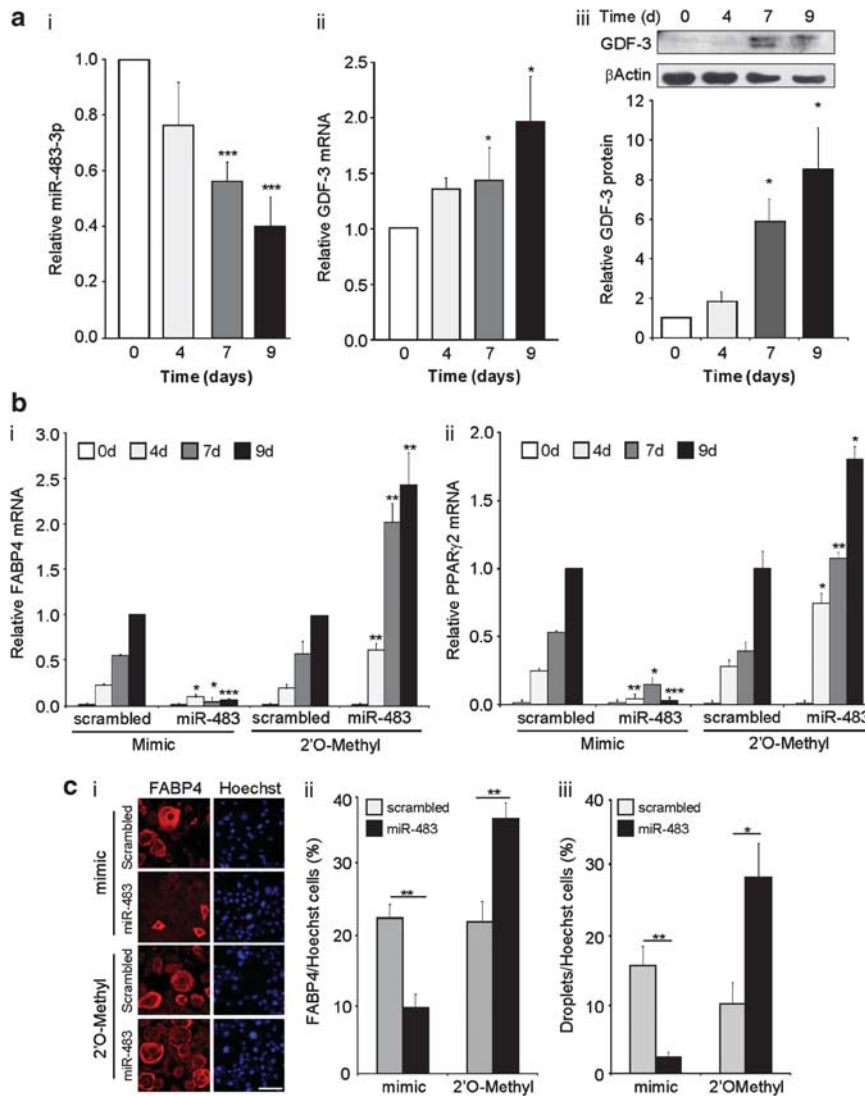 a
i
Relative miR-483-3p
1.0
0.8
0.6
0.4
0.2
0.0
***
***
0 4 7 9
Time (days)
ii
Relative GDF-3 mRNA
2.5
2.0
1.5
1.0
0.5
0.0
*
*
0 4 7 9
Time (days)
iii
Time (d) 0 4 7 9
GDF-3
βActin
Relative GDF-3 protein
12
10
8
6
4
2
0
*
*
0 4 7 9
Time (days)
b
i
Relative FABP4 mRNA
3.0
2.5
2.0
1.5
1.0
0.5
0.0
0d 4d 7d 9d
* * ***
** ** **
scrambled miR-483 scrambled miR-483
Mimic 2'O-Methyl
ii
Relative PPARγ2 mRNA
2.0
1.5
1.0
0.5
0.0
0d 4d 7d 9d
** * ***
* ** *
scrambled miR-483 scrambled miR-483
Mimic 2'O-Methyl
c
i
FABP4 Hoechst
mimic
Scrambled
miR-483
2'O-Methyl
Scrambled
miR-483
ii
FABP4/Hoechst cells (%)
40
30
20
10
0
scrambled
miR-483
**
**
mimic 2'O-Methyl
iii
Droplets/Hoechst cells (%)
40
30
20
10
0
scrambled
miR-483
**
*
mimic 2'OMethyl